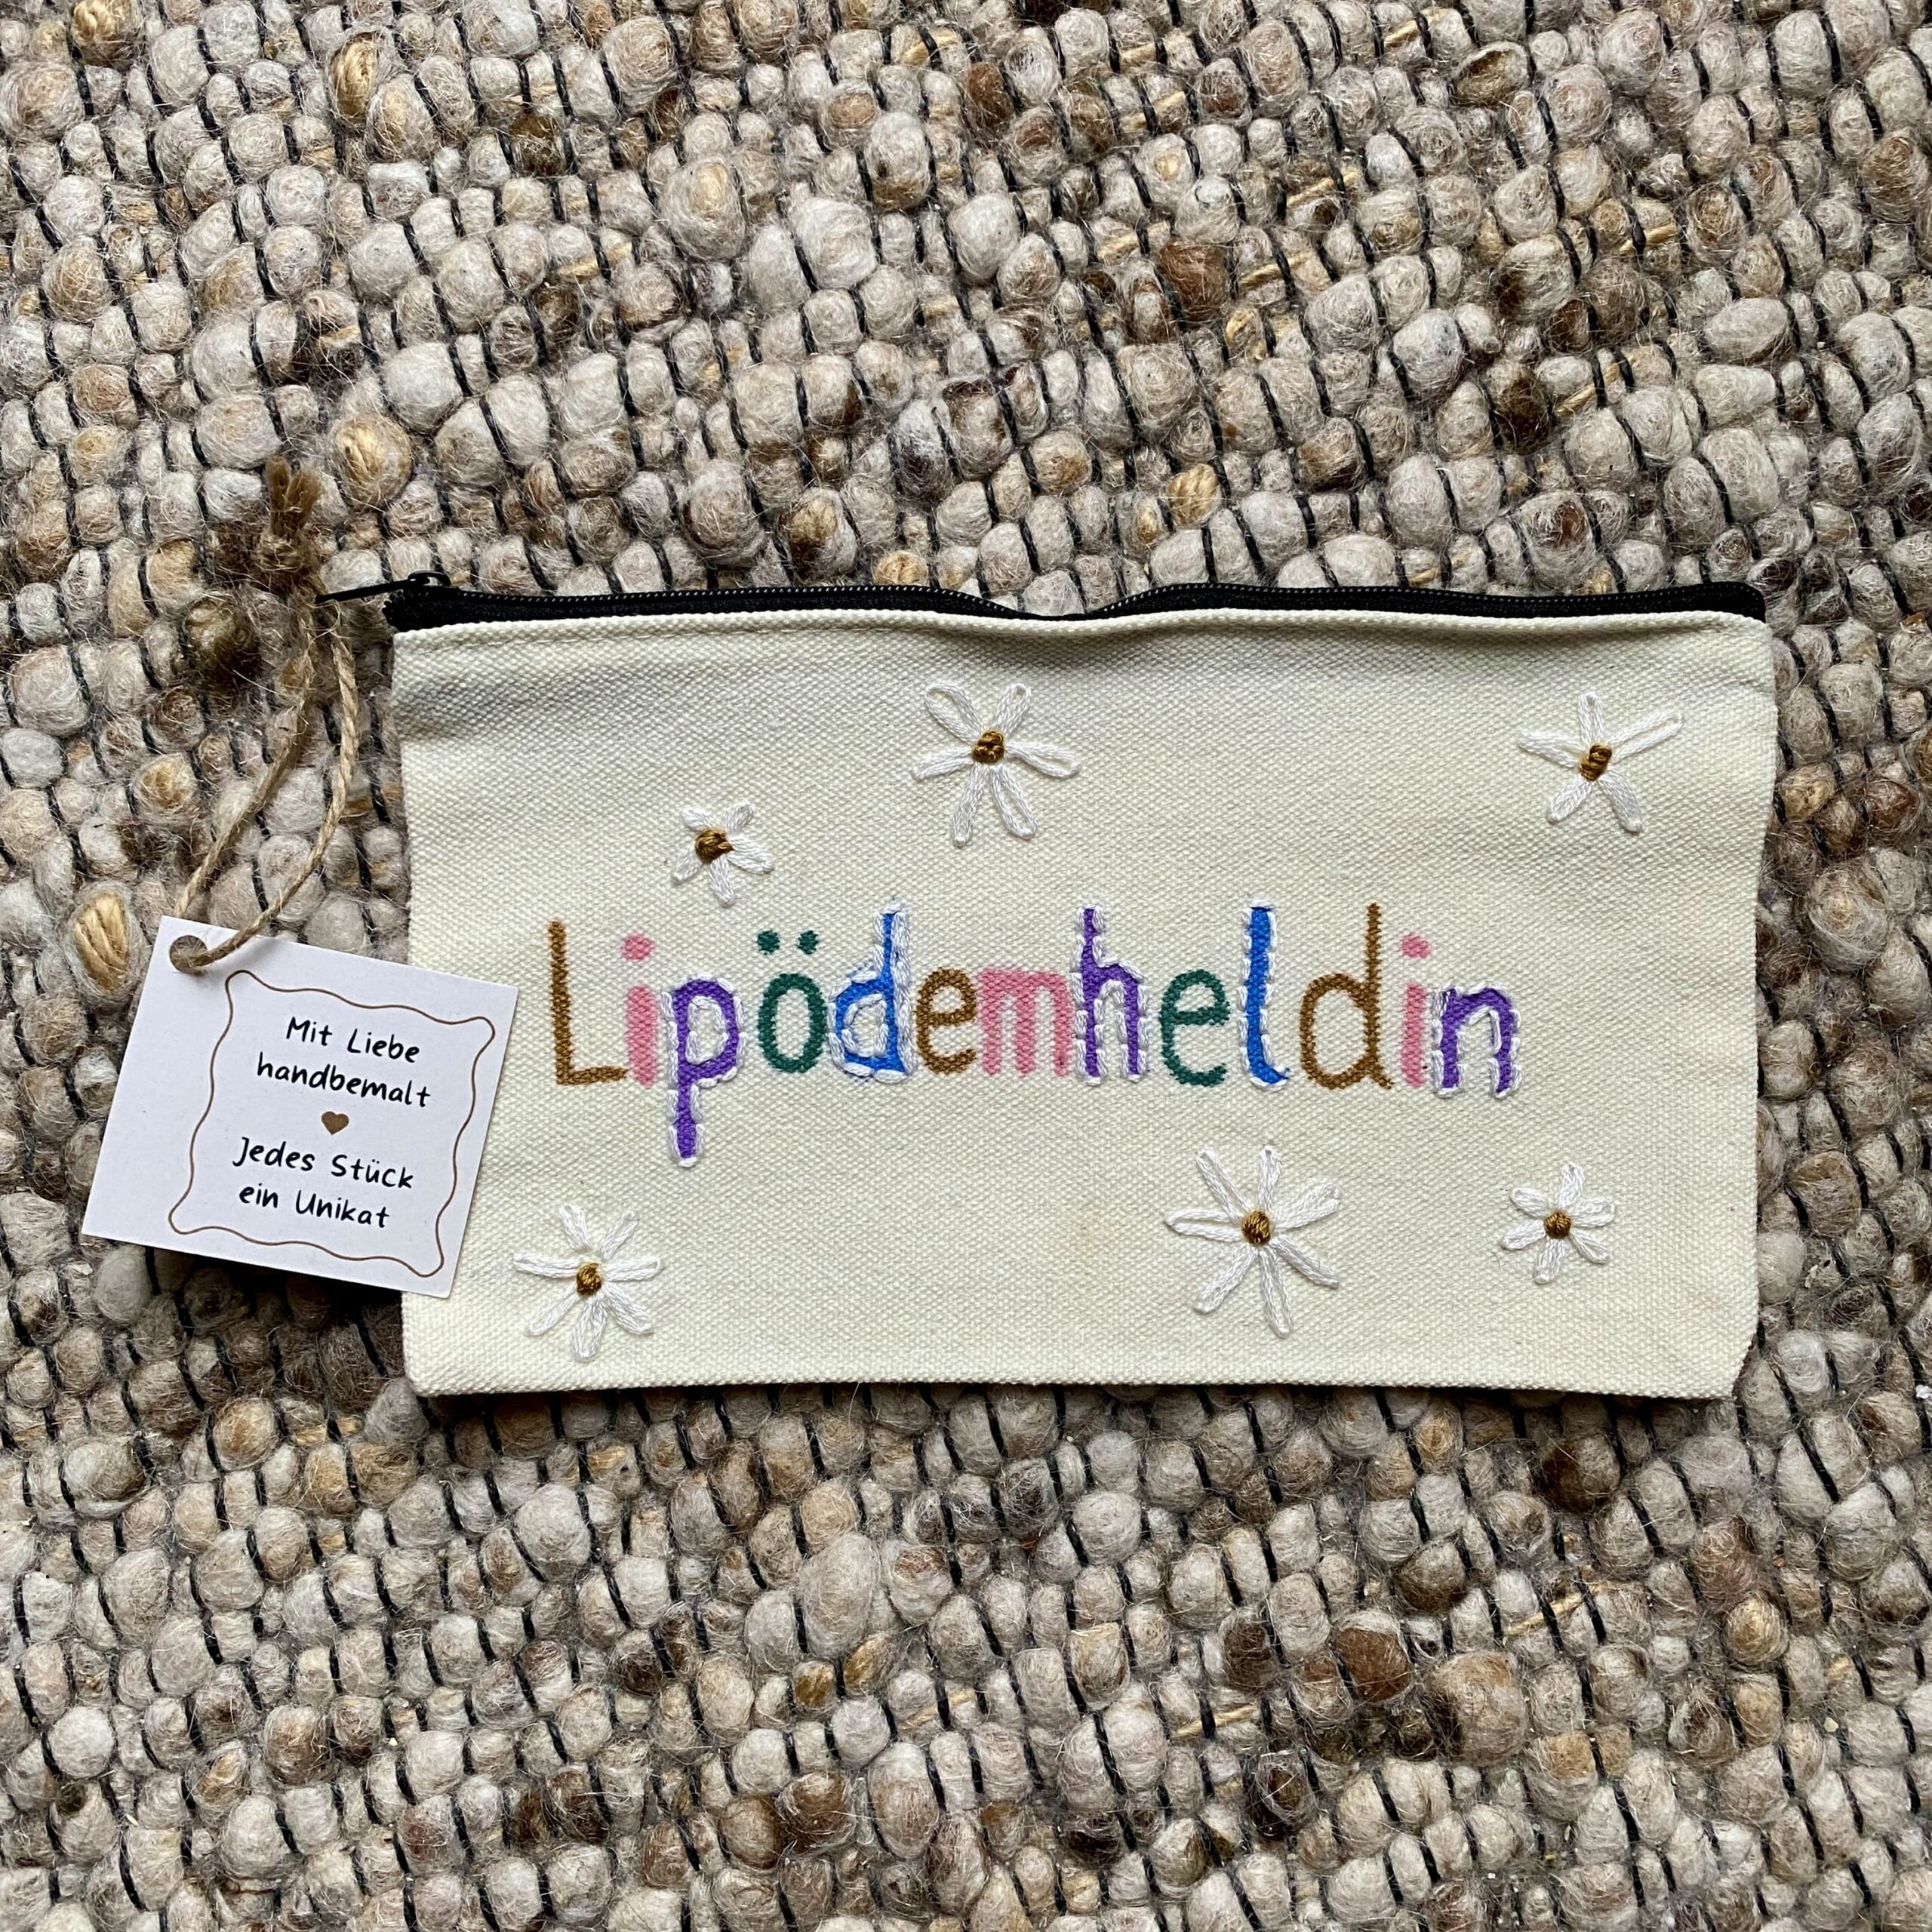 Lipödemheldin
Mit Liebe
handbemalt
Jedes Stück
ein Unikat